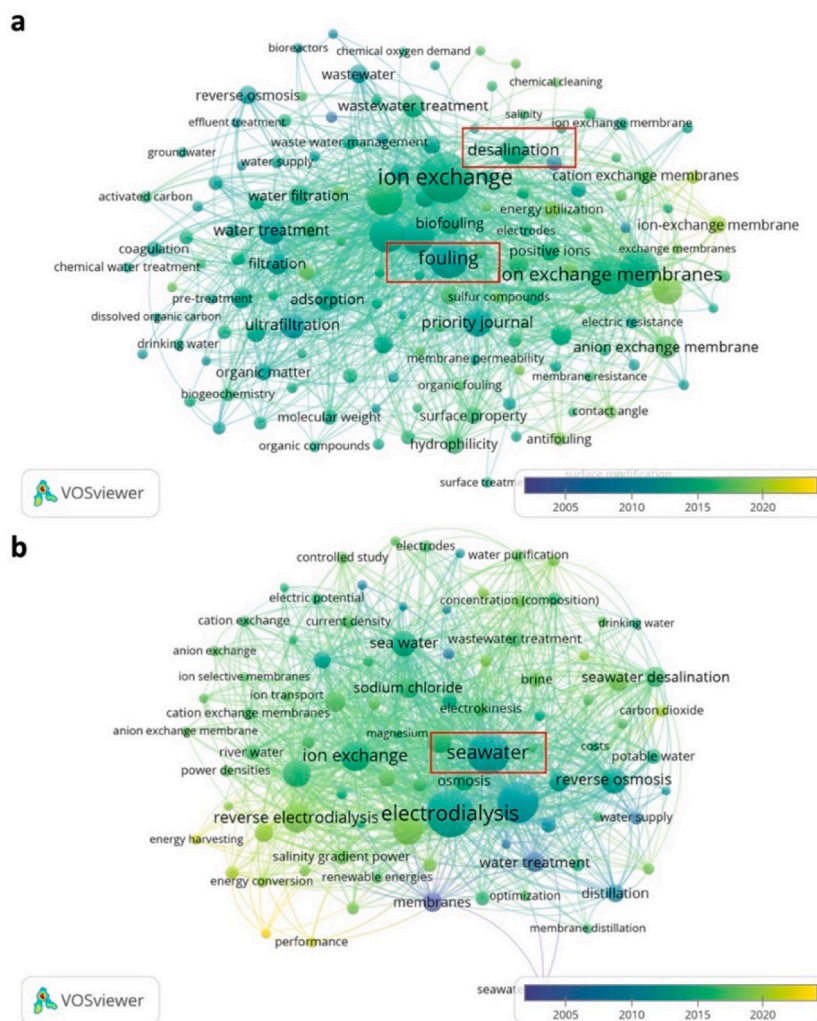 a
bioreactors
chemical oxygen demand
wastewater
chemical cleaning
reverse osmosis
wastewater treatment
salinity
effluent treatment
ion exchange membrane
waste water management
desalination
groundwater
water supply
ion exchange
cation exchange membranes
activated carbon
water filtration
energy utilization
biofouling
ion-exchange membrane
water treatment
electrodes
coagulation
positive ions
exchange membranes
fouling
chemical water treatment
filtration
on exchange membranes
pre-treatment
adsorption
sulfur compounds
dissolved organic carbon
ultrafiltration
priority journal
electric resistance
drinking water
membrane permeability
anion exchange membrane
organic matter
membrane resistance
biogeochemistry
organic fouling
molecular weight
surface property
contact angle
organic compounds
hydrophilicity
antifouling
surface modification
surface treatm
VOSviewer
2005 2010 2015 2020
b
controlled study
electrodes
water purification
electric potential
concentration (composition)
cation exchange
current density
drinking water
sea water
wastewater treatment
anion exchange
ion selective membranes
sodium chloride
brine
seawater desalination
ion transport
cation exchange membranes
electrokinesis
carbon dioxide
anion exchange membrane
magnesium
river water
ion exchange
seawater
costs
potable water
power densities
osmosis
reverse osmosis
reverse electrodialysis
electrodialysis
water supply
energy harvesting
salinity gradient power
water treatment
energy conversion
renewable energies
distillation
membranes
optimization
membrane distillation
performance
seawate
VOSviewer
2005 2010 2015 2020